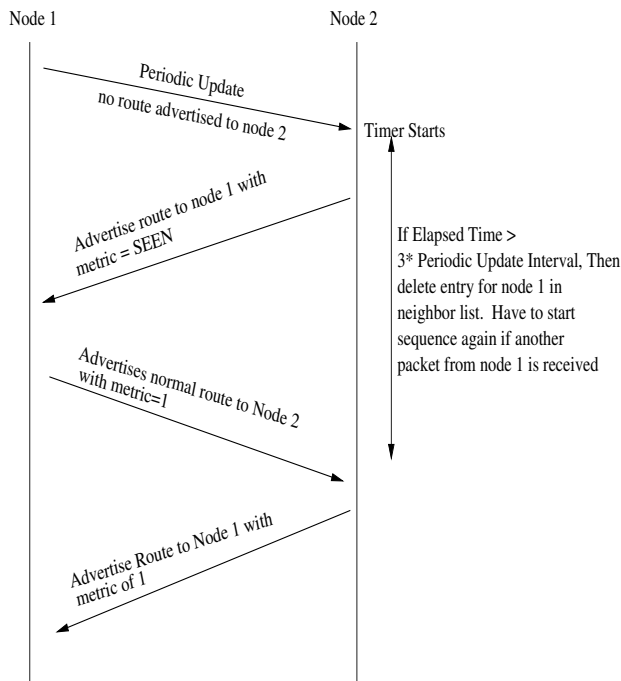 Node 1
Node 2
Periodic Update
no route advertised to node 2
Timer Starts
Advertise route to node 1 with
metric = SEEN
If Elapsed Time >
3* Periodic Update Interval, Then
delete entry for node 1 in
neighbor list. Have to start
sequence again if another
packet from node 1 is received
Advertises normal route to Node 2
with metric=1
Advertise Route to Node 1 with
metric of 1